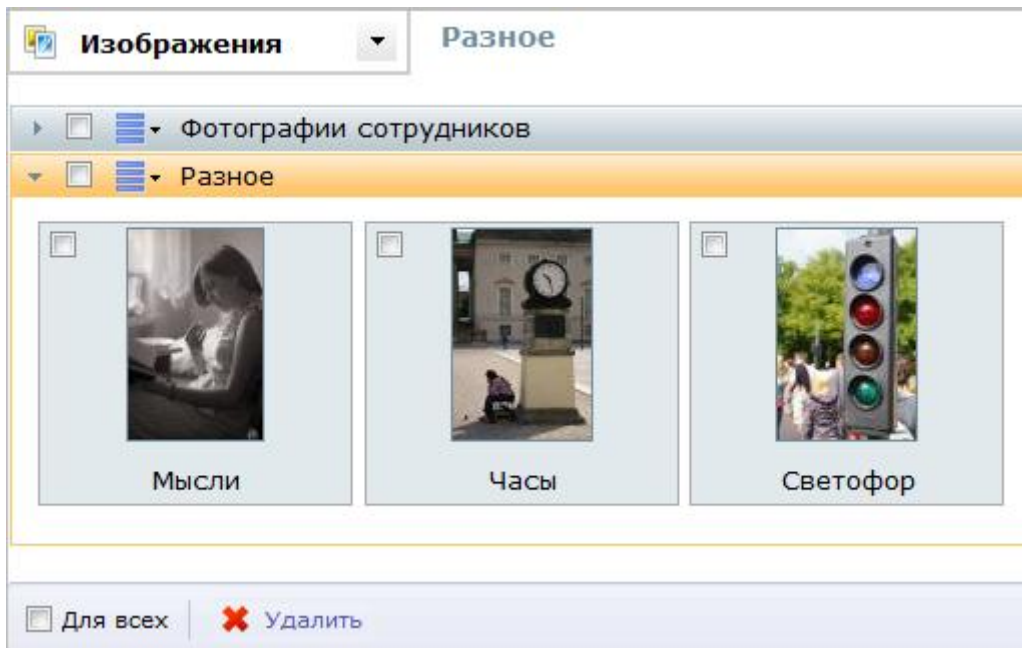 Изображения
Разное
Фотографии сотрудников
Разное
Мысли Часы Светофор
Для всех Удалить